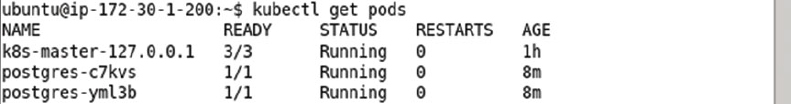 ubuntu@ip-172-30-1-200:~$ kubectl get pods
NAME READY STATUS RESTARTS AGE
k8s-master-127.0.0.1 3/3 Running 0 1h
postgres-c7kvs 1/1 Running 0 8m
postgres-yml3b 1/1 Running 0 8m